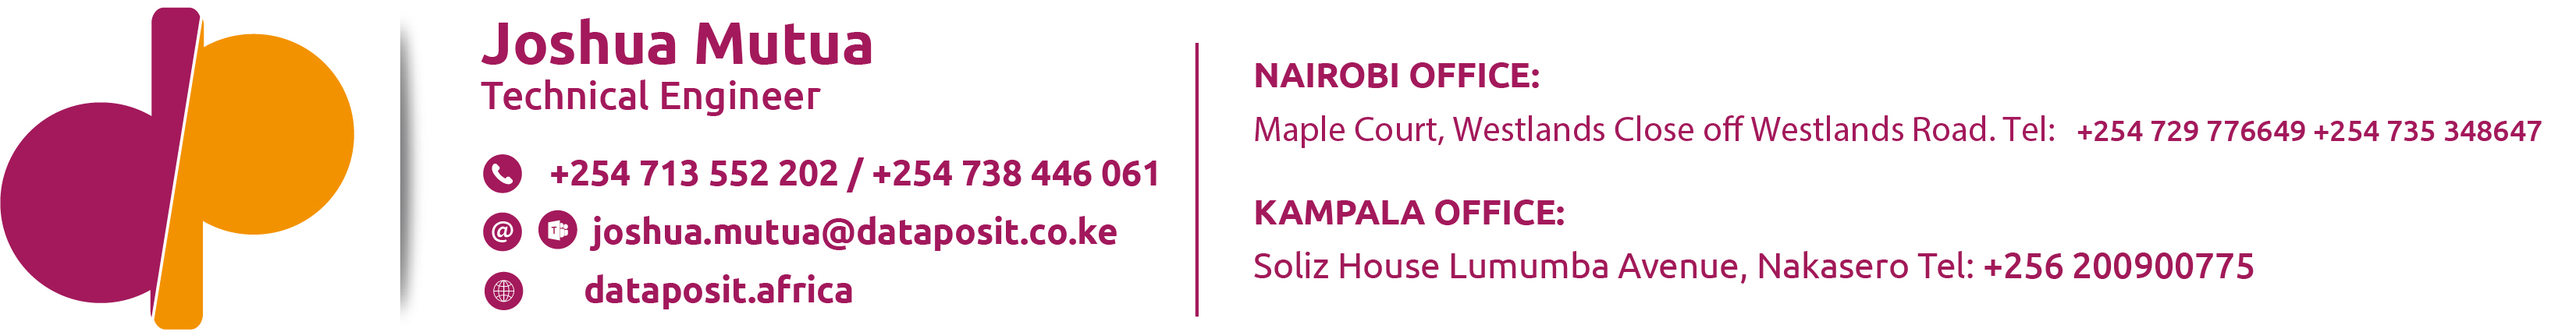 dp
Joshua Mutua
Technical Engineer
+254 713 552 202 / +254 738 446 061
joshua.mutua@dataposit.co.ke
dataposit.africa
NAIROBI OFFICE:
Maple Court, Westlands Close off Westlands Road. Tel: +254 729 776649 +254 735 348647
KAMPALA OFFICE:
Soliz House Lumumba Avenue, Nakasero Tel: +256 200900775